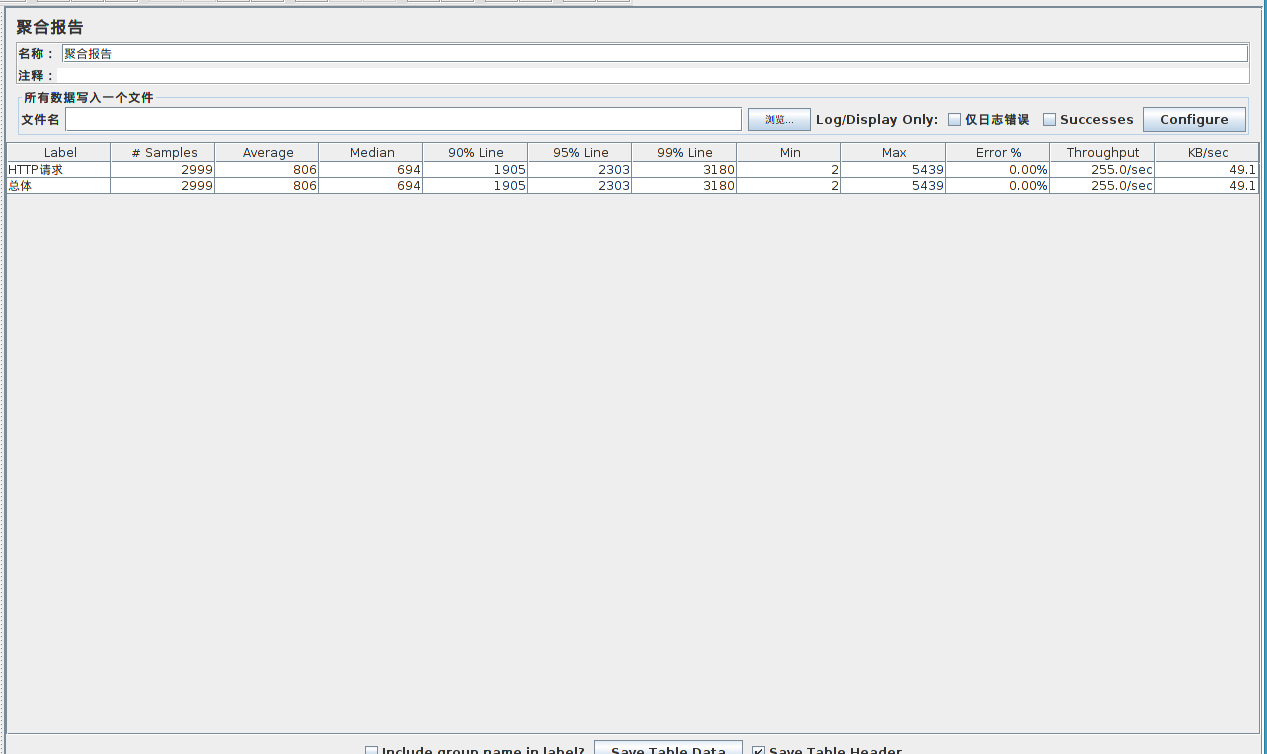 聚合报告
名称： 聚合报告
注释：
所有数据写入一个文件
文件名 浏览... Log/Display Only: 仅日志错误 Successes Configure
Label # Samples Average Median 90% Line 95% Line 99% Line Min Max Error % Throughput KB/sec
HTTP请求 2999 806 694 1905 2303 3180 2 5439 0.00% 255.0/sec 49.1
总体 2999 806 694 1905 2303 3180 2 5439 0.00% 255.0/sec 49.1
Include group name in label? Save Table Data Save Table Header